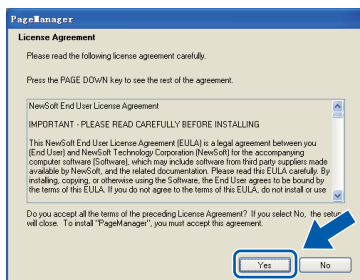 PageManager
License Agreement
Please read the following license agreement carefully.
Press the PAGE DOWN key to see the rest of the agreement.
NewSoft End User License Agreement
IMPORTANT - PLEASE READ CAREFULLY BEFORE INSTALLING
This NewSoft End User License Agreement (EULA) is a legal agreement between you
(End User) and NewSoft Technology Corporation (NewSoft) for the accompanying
computer software (Software), which may include software from third party suppliers made
available by NewSoft, and the related documentation. Please read this EULA carefully. By
installing, copying, or otherwise using the Software, the End User agrees to be bound by
the terms of this EULA. If you do not agree to the terms of this EULA, do not install or use
Do you accept all the terms of the preceding License Agreement? If you select No, the setup
will close. To install "PageManager", you must accept this agreement.
Yes
No